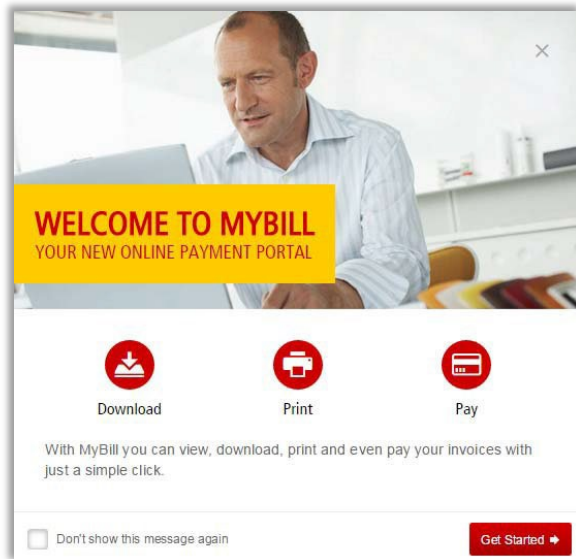 WELCOME TO MYBILL
YOUR NEW ONLINE PAYMENT PORTAL
Download
Print
Pay
With MyBill you can view, download, print and even pay your invoices with
just a simple click.
Don't show this message again
Get Started